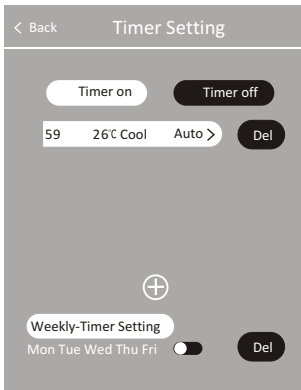 < Back Timer Setting
Timer on Timer off
59 26℃ Cool Auto > Del
Weekly-Timer Setting
Mon Tue Wed Thu Fri Del